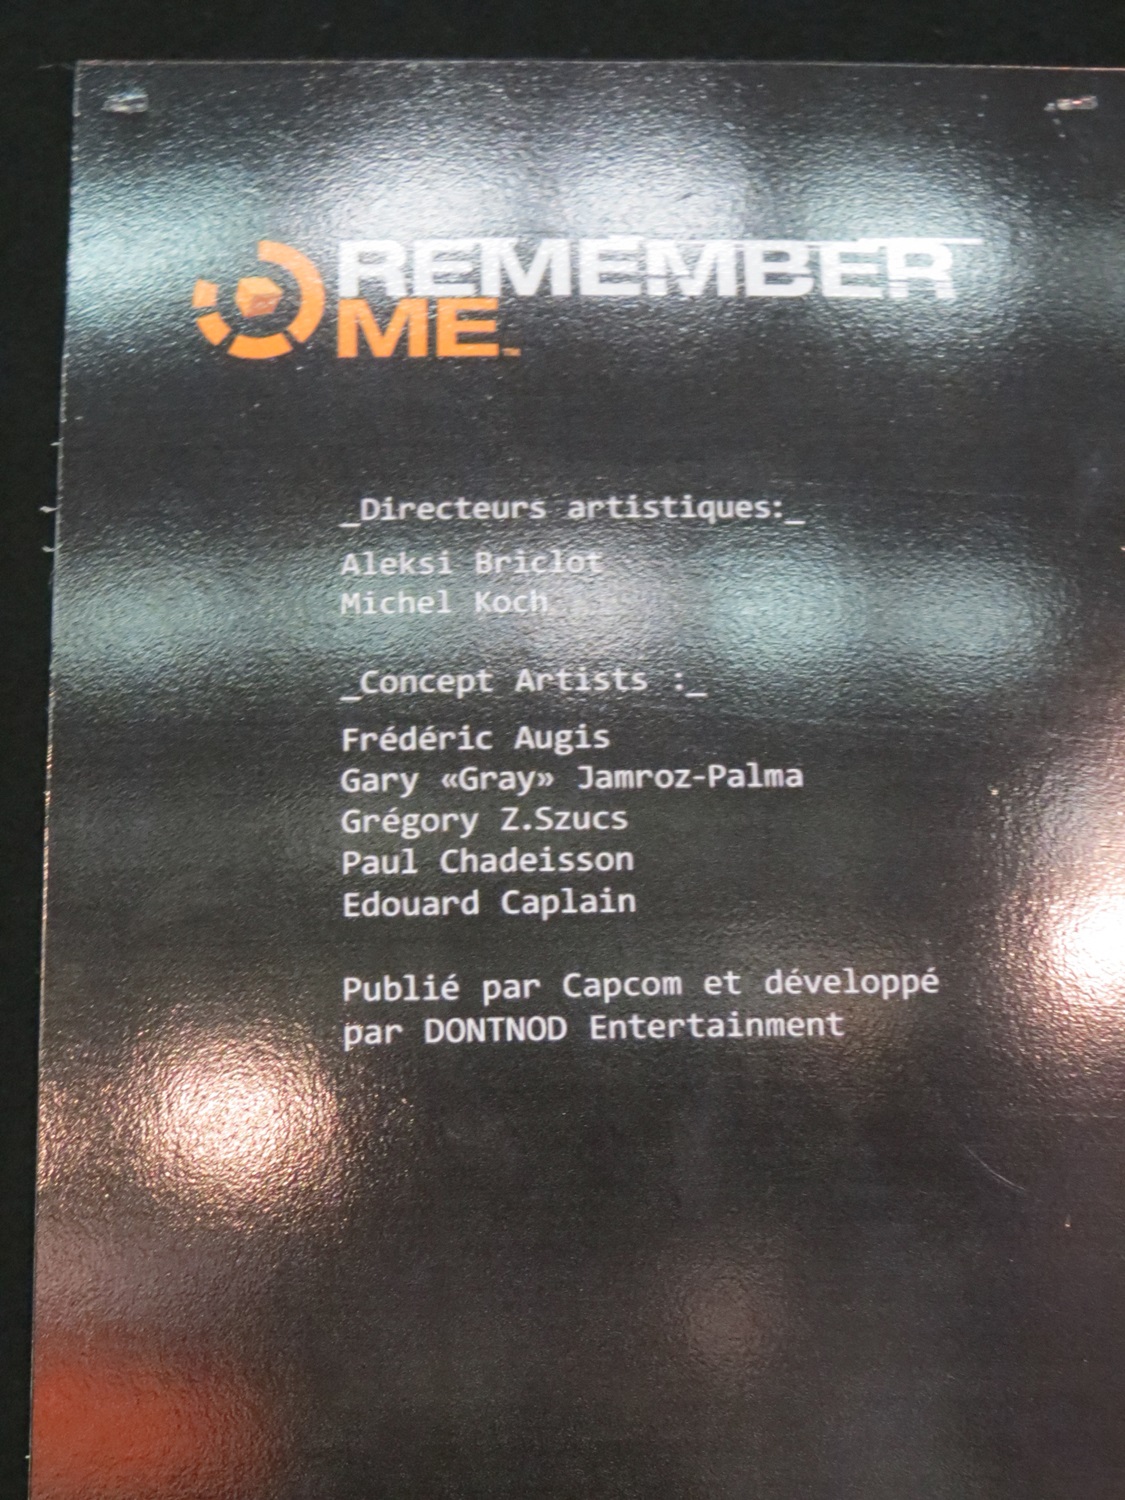 REMEMBER
ME™
_Directeurs artistiques:_
Aleksi Briclot
Michel Koch
_Concept Artists :_
Frédéric Augis
Gary «Gray» Jamroz-Palma
Grégory Z.Szucs
Paul Chadeisson
Edouard Caplain
Publié par Capcom et développé
par DONTNOD Entertainment